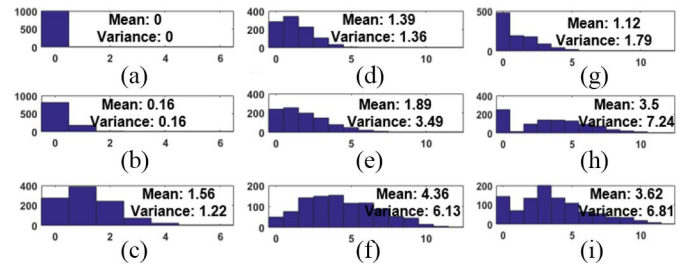 1000
500
0
Mean: 0
Variance: 0
0 2 4 6
(a)
400
200
0
Mean: 1.39
Variance: 1.36
0 5 10
(d)
500
0
Mean: 1.12
Variance: 1.79
0 5 10
(g)
1000
500
0
Mean: 0.16
Variance: 0.16
0 2 4 6
(b)
400
200
0
Mean: 1.89
Variance: 3.49
0 5 10
(e)
400
200
0
Mean: 3.5
Variance: 7.24
0 5 10
(h)
400
200
0
Mean: 1.56
Variance: 1.22
0 2 4 6
(c)
200
100
0
Mean: 4.36
Variance: 6.13
0 5 10
(f)
200
100
0
Mean: 3.62
Variance: 6.81
0 5 10
(i)